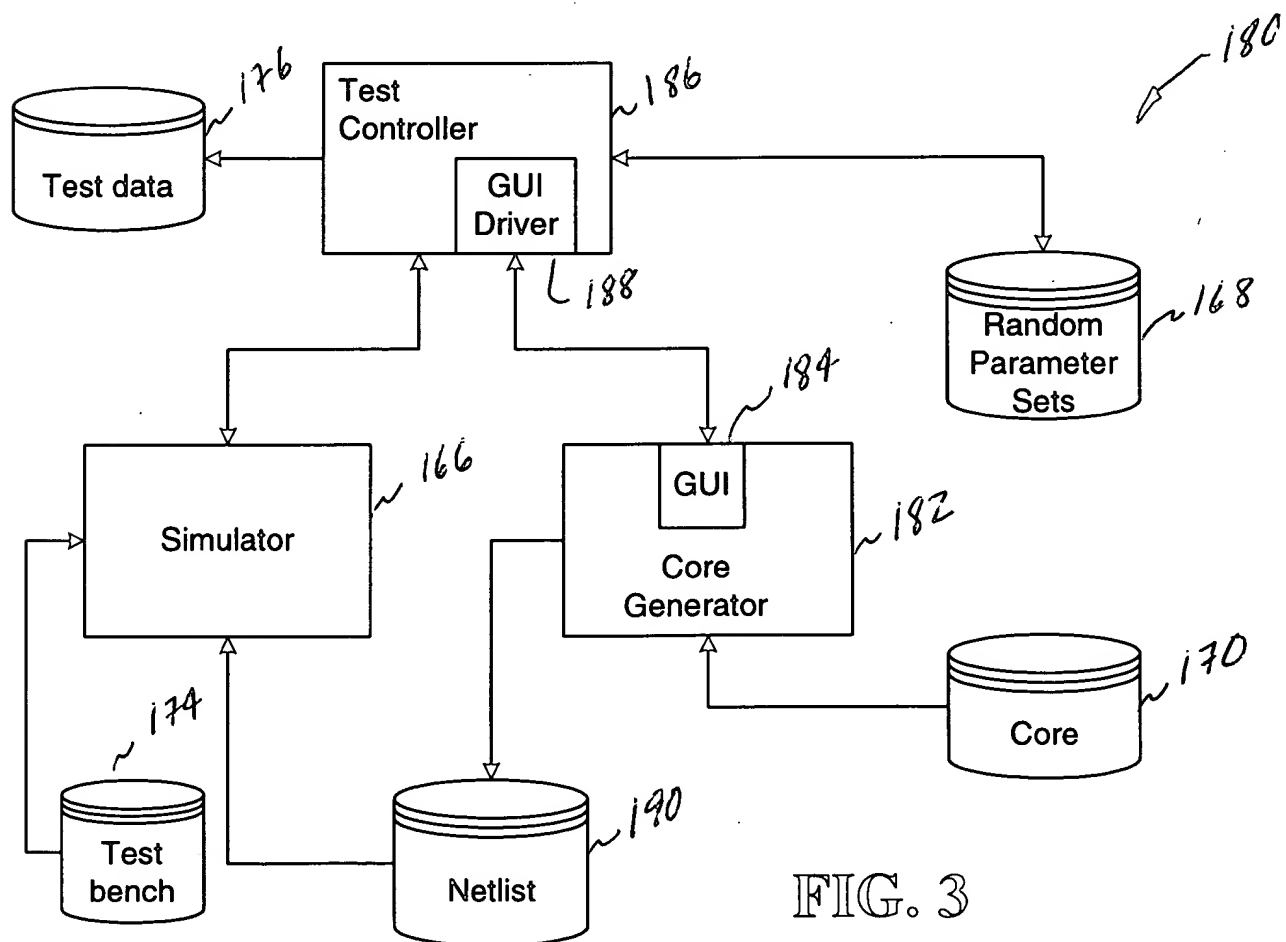 180
176
186
Test
Controller
Test data
GUI
Driver
188
168
Random
Parameter
Sets
184
166
GUI
182
Simulator
Core
Generator
170
174
Core
190
Test
bench
Netlist
FIG. 3